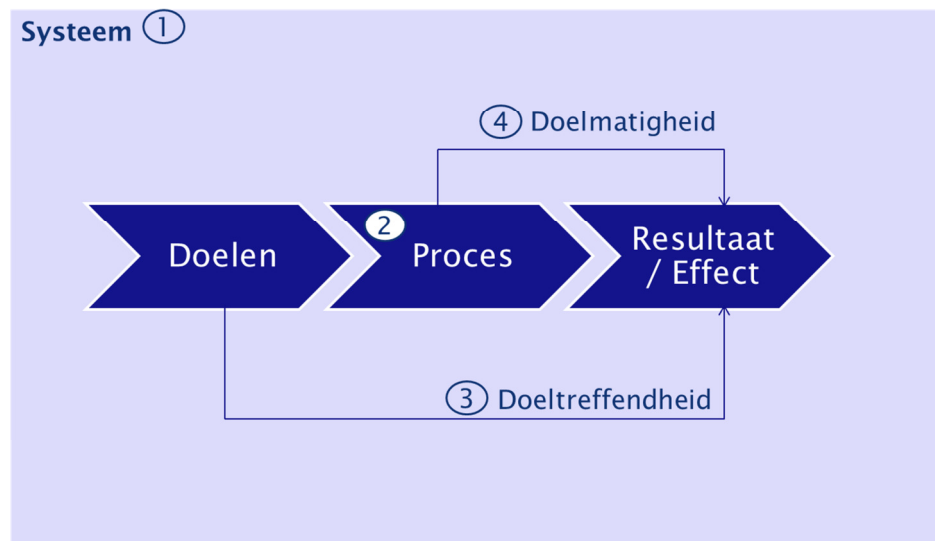 Systeem 1
4 Doelmatigheid
Doelen
2
Proces
Resultaat
/ Effect
3 Doeltreffendheid